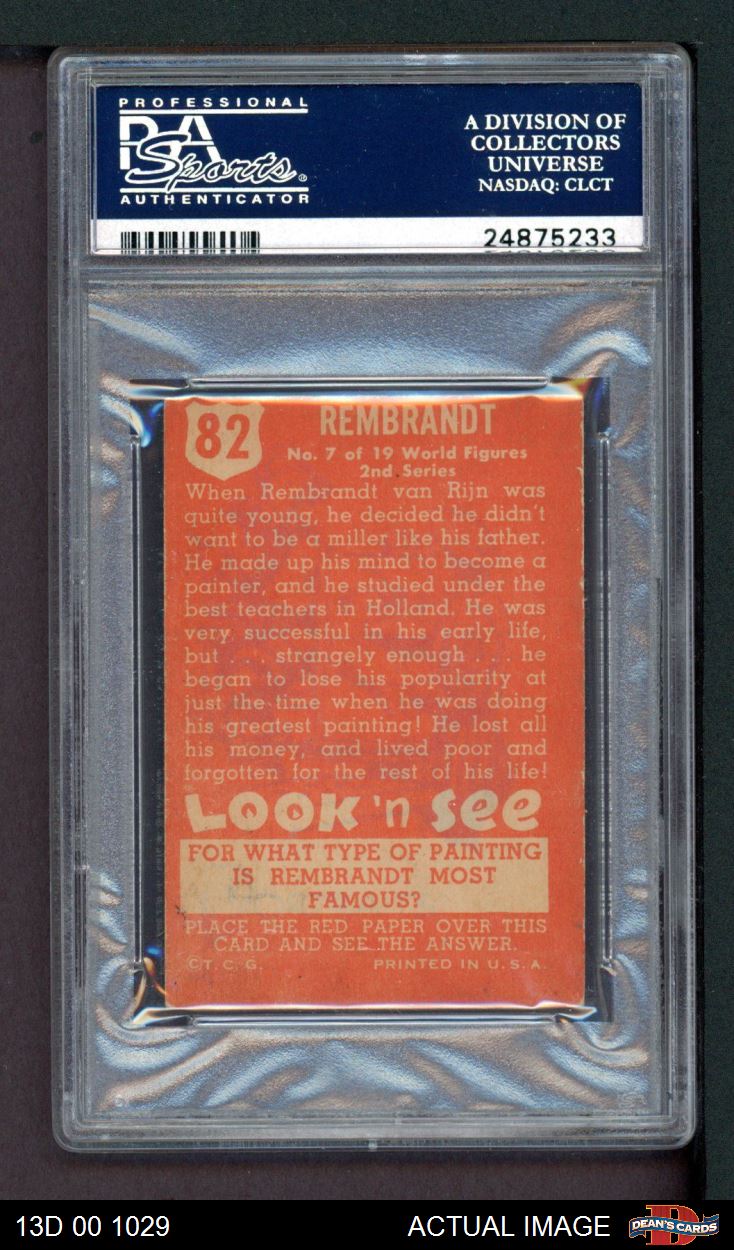 PROFESSIONAL
PSA
Sports®
AUTHENTICATOR
A DIVISION OF
COLLECTORS
UNIVERSE
NASDAQ: CLCT
24875233
82
REMBRANDT
No. 7 of 19 World Figures
2nd Series
When Rembrandt van Rijn was
quite young, he decided he didn't
want to be a miller like his father.
He made up his mind to become a
painter, and he studied under the
best teachers in Holland. He was
very successful in his early life,
but . . . strangely enough . . . he
began to lose his popularity at
just the time when he was doing
his greatest painting! He lost all
his money, and lived poor and
forgotten for the rest of his life!
LOOK 'n See
FOR WHAT TYPE OF PAINTING
IS REMBRANDT MOST
FAMOUS?
PLACE THE RED PAPER OVER THIS
CARD AND SEE THE ANSWER.
©T. C. G. PRINTED IN U. S. A.
13D 00 1029
ACTUAL IMAGE
DEAN'S CARDS